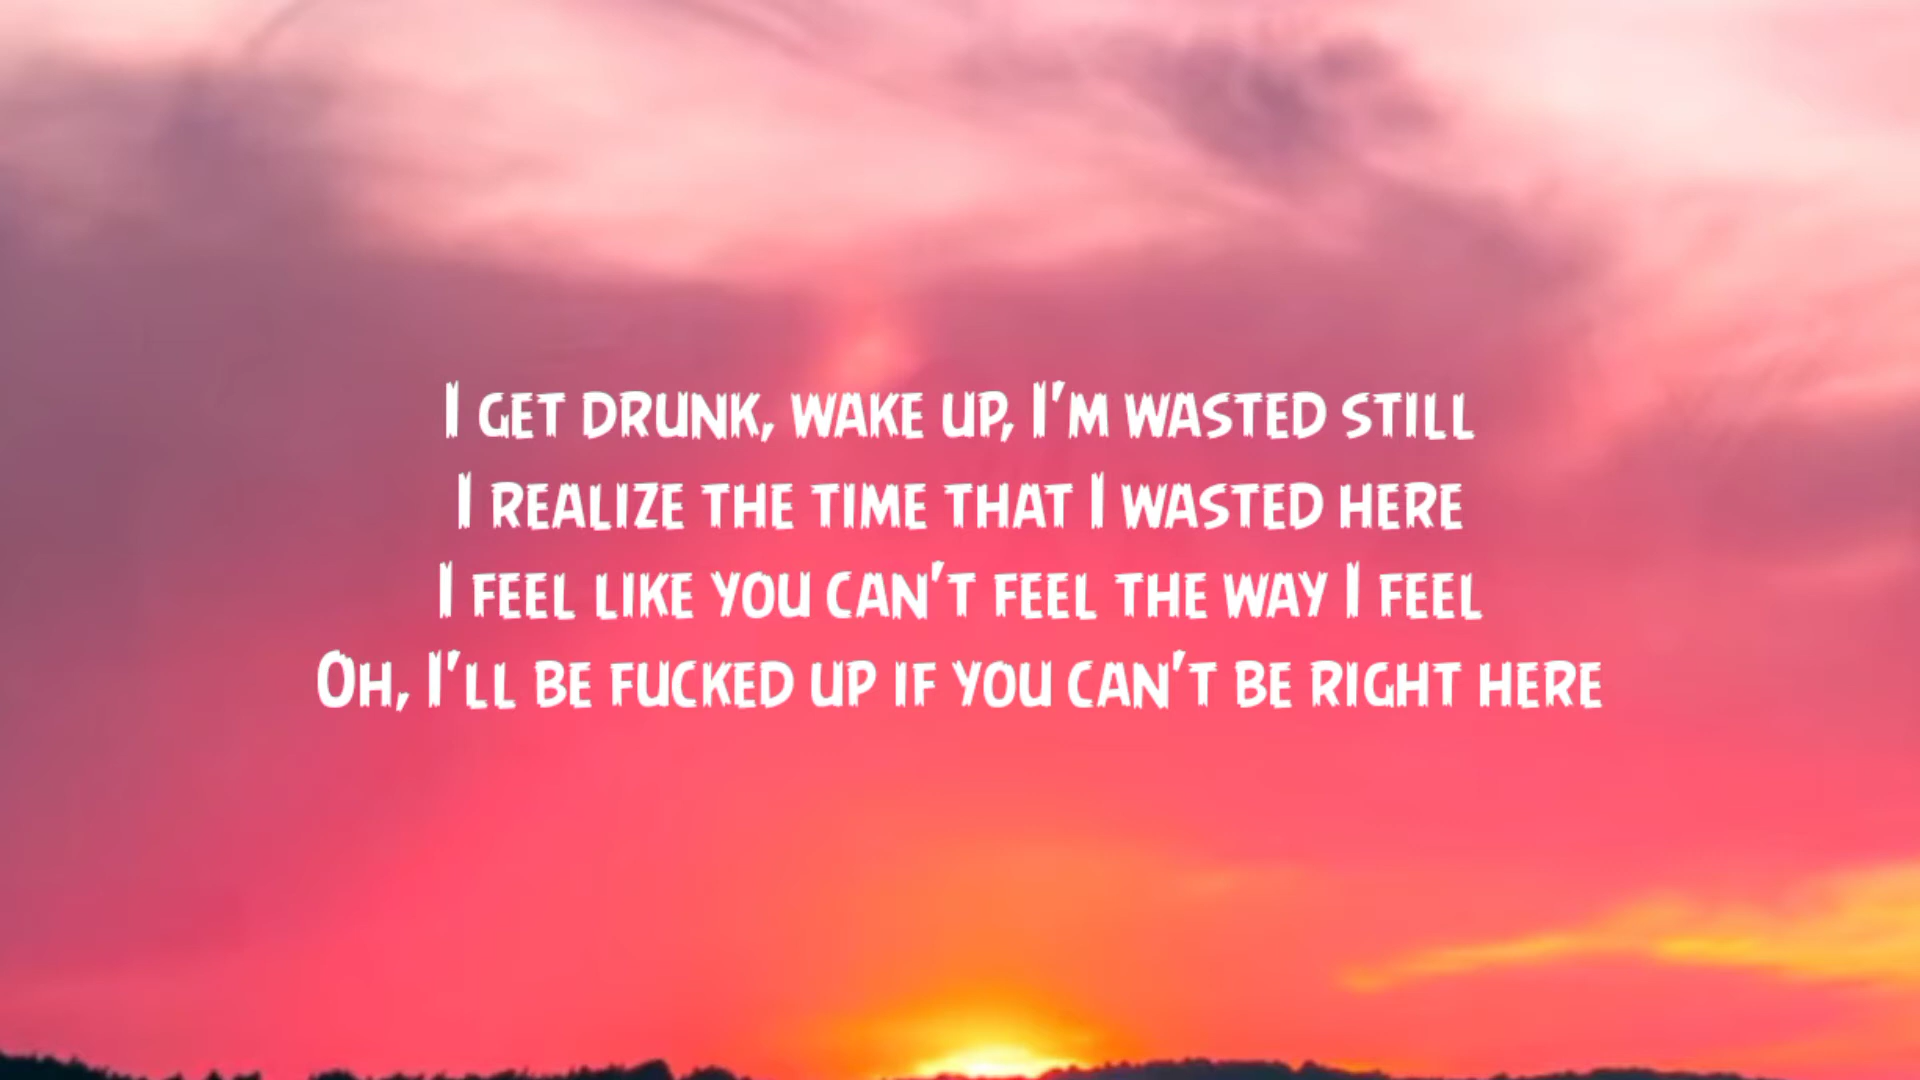 I get drunk, wake up, I'm wasted still
I realize the time that I wasted here
I feel like you can't feel the way I feel
Oh, I'll be fucked up if you can't be right here